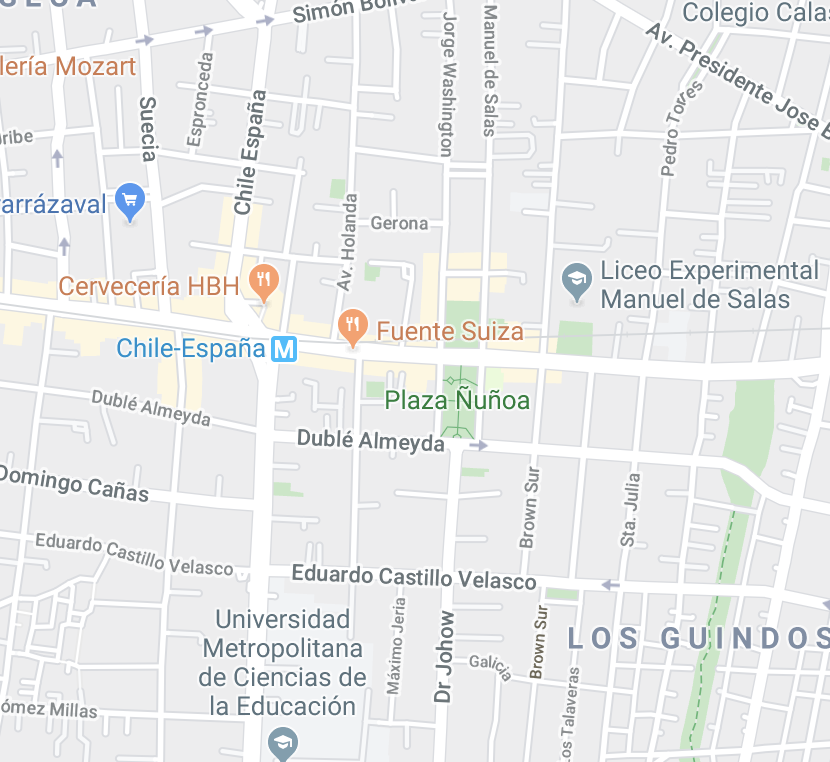 Simón Bolív
Colegio Calas
Av. Presidente Jose B
lería Mozart
Suecia
Espronceda
Chile España
Jorge Washington
Manuel de Salas
Pedro Torres
Uribe
arrázaval
Gerona
Av. Holanda
Cervecería HBH
Liceo Experimental
Manuel de Salas
Fuente Suiza
Chile-España M
Plaza Ñuñoa
Dublé Almeyda
Dublé Almeyda
Domingo Cañas
Brown Sur
Sta. Julia
Eduardo Castillo Velasco
Eduardo Castillo Velasco
Universidad
Metropolitana
de Ciencias de
la Educación
Máximo Jeria
Dr Johow
Brown Sur
LOS GUINDOS
Galicia
Los Talaveras
ómez Millas